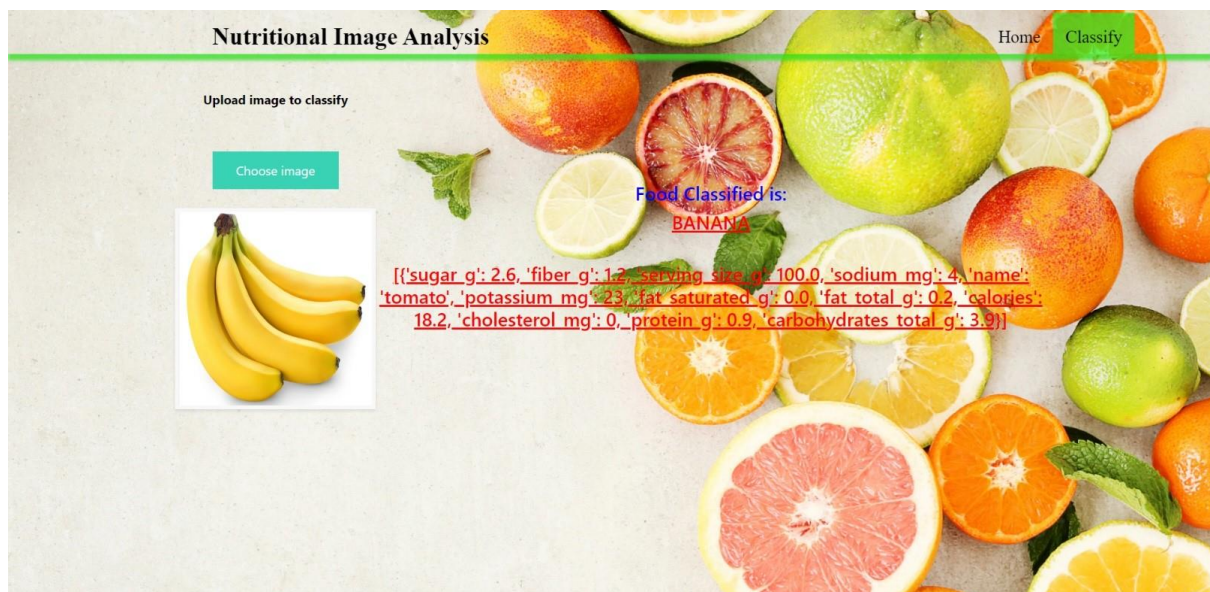 Nutritional Image Analysis
Home
Classify
Upload image to classify
Choose image
Food Classified is:
BANANA
[{'sugar_g': 2.6, 'fiber_g': 1.2, 'serving_size_g': 100.0, 'sodium_mg': 4, 'name':
'tomato', 'potassium_mg': 23, 'fat_saturated_g': 0.0, 'fat_total_g': 0.2, 'calories':
18.2, 'cholesterol_mg': 0, 'protein_g': 0.9, 'carbohydrates_total_g': 3.9}]